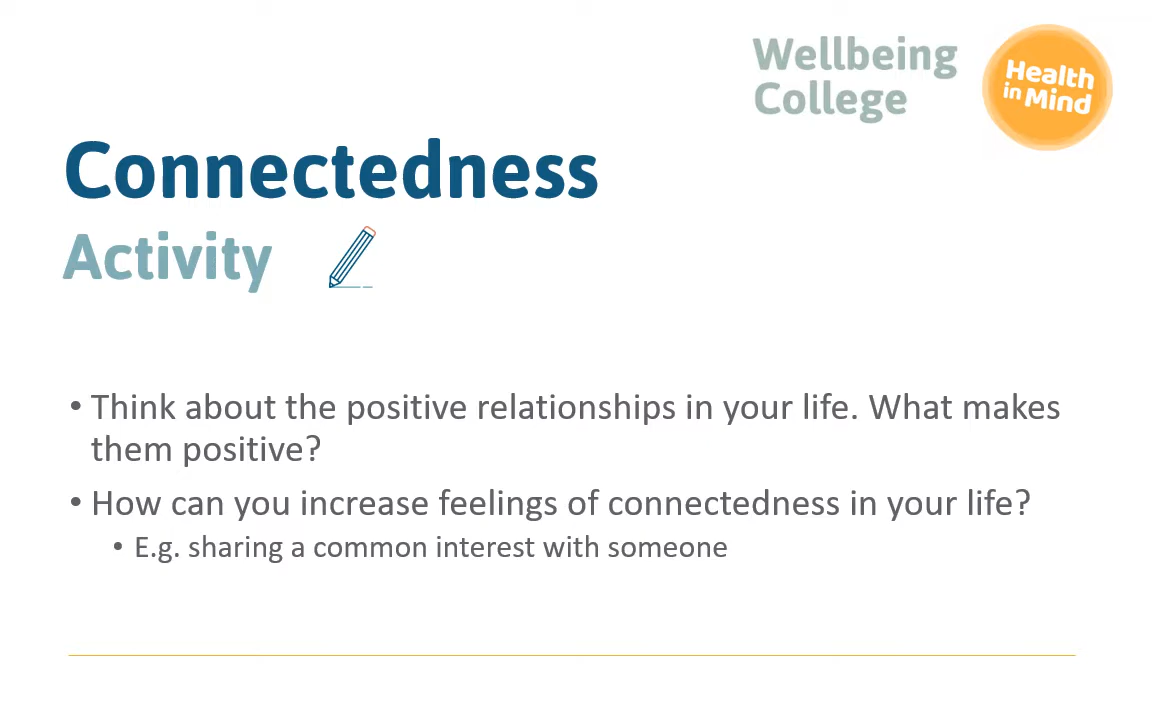 Wellbeing
College
Health
in Mind
Connectedness
Activity
• Think about the positive relationships in your life. What makes
them positive?
• How can you increase feelings of connectedness in your life?
• E.g. sharing a common interest with someone